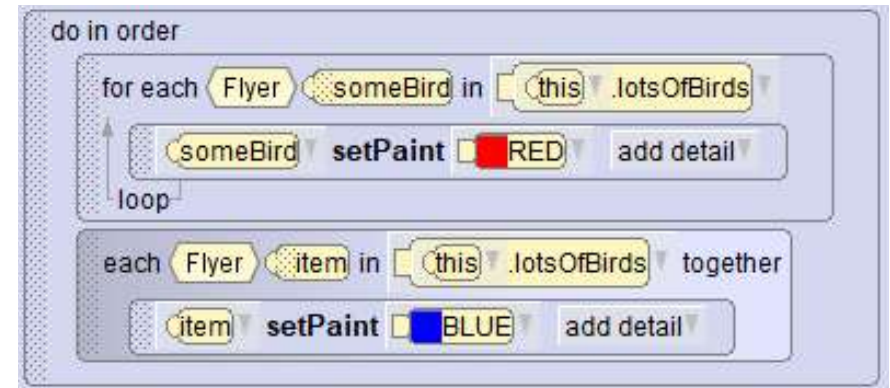 do in order
for each Flyer someBird in this .lotsOfBirds
someBird setPaint RED add detail
loop
each Flyer item in this .lotsOfBirds together
item setPaint BLUE add detail